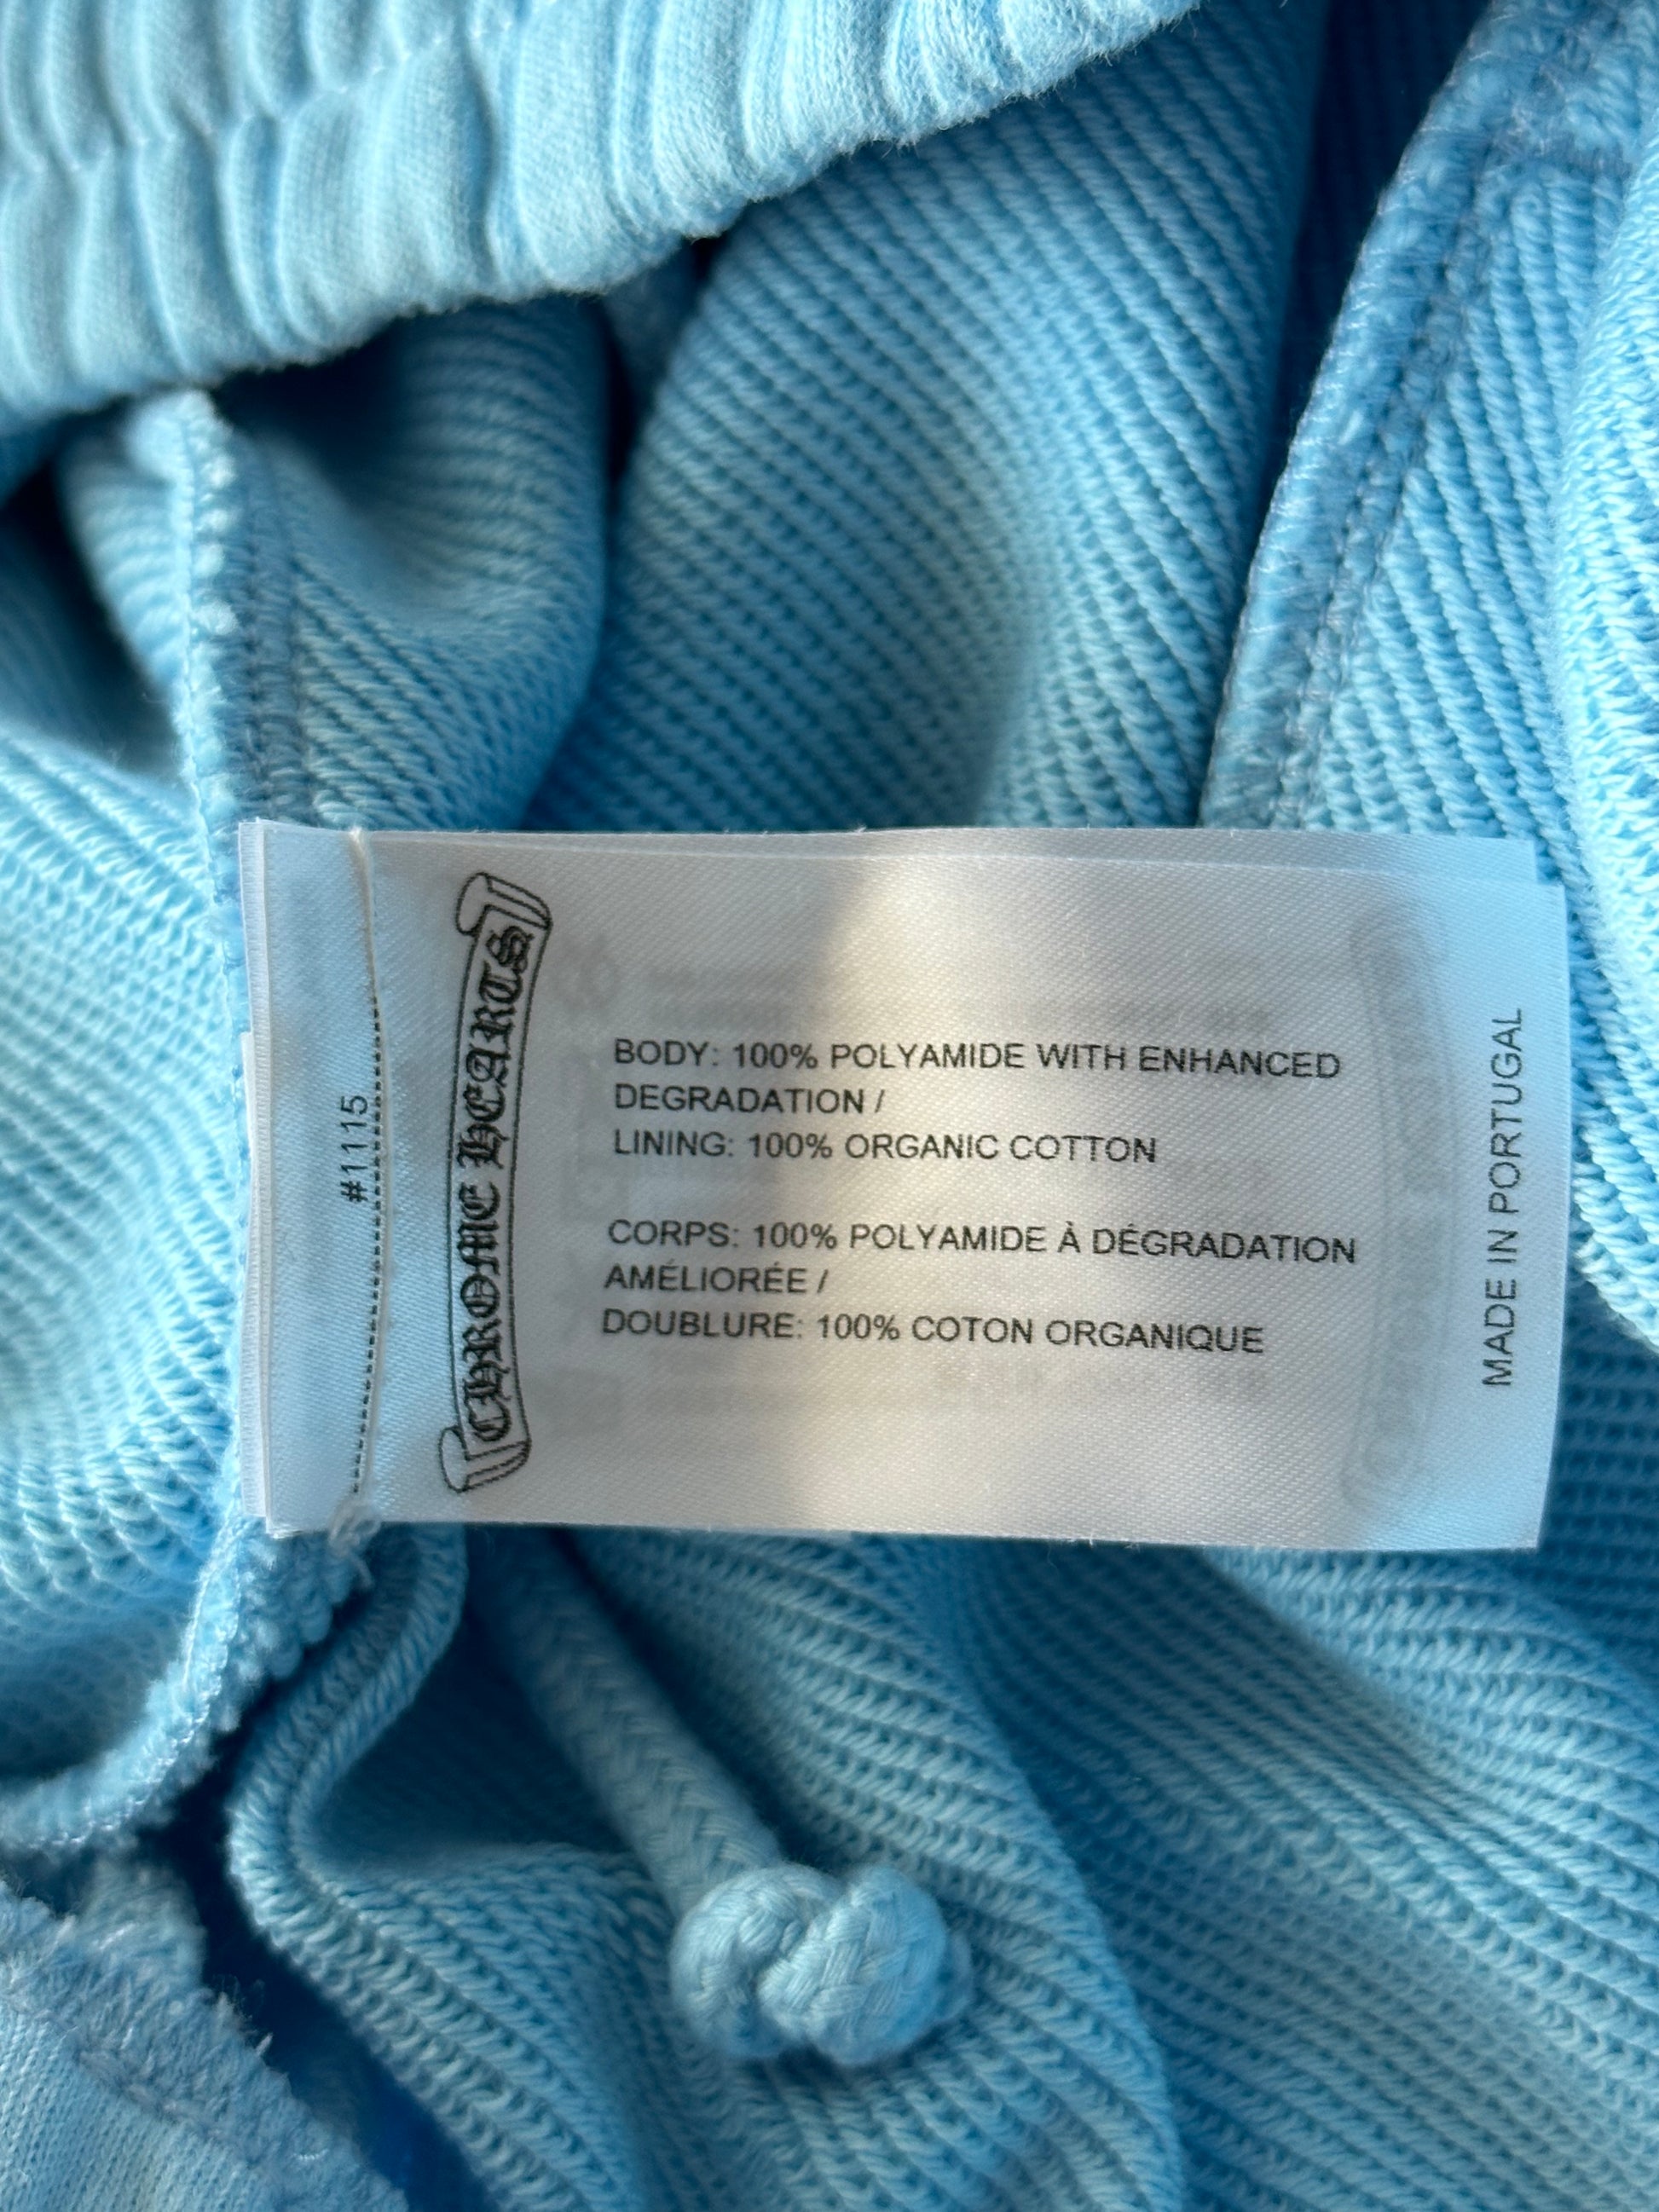 #1115
CHROME HEARTS
BODY: 100% POLYAMIDE WITH ENHANCED
DEGRADATION /
LINING: 100% ORGANIC COTTON
CORPS: 100% POLYAMIDE À DÉGRADATION
AMÉLIORÉE /
DOUBLURE: 100% COTON ORGANIQUE
MADE IN PORTUGAL